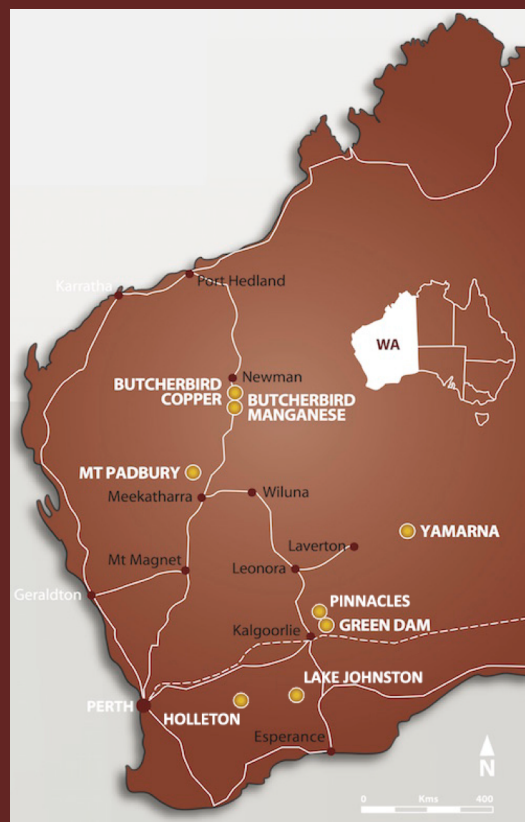 Karratha
Port Hedland
WA
Newman
BUTCHERBIRD
COPPER
BUTCHERBIRD
MANGANESE
MT PADBURY
Meekatharra
Wiluna
YAMARNA
Laverton
Mt Magnet
Leonora
Geraldton
PINNACLES
GREEN DAM
Kalgoorlie
LAKE JOHNSTON
PERTH
HOLLETON
Esperance
N
0 Kms 400